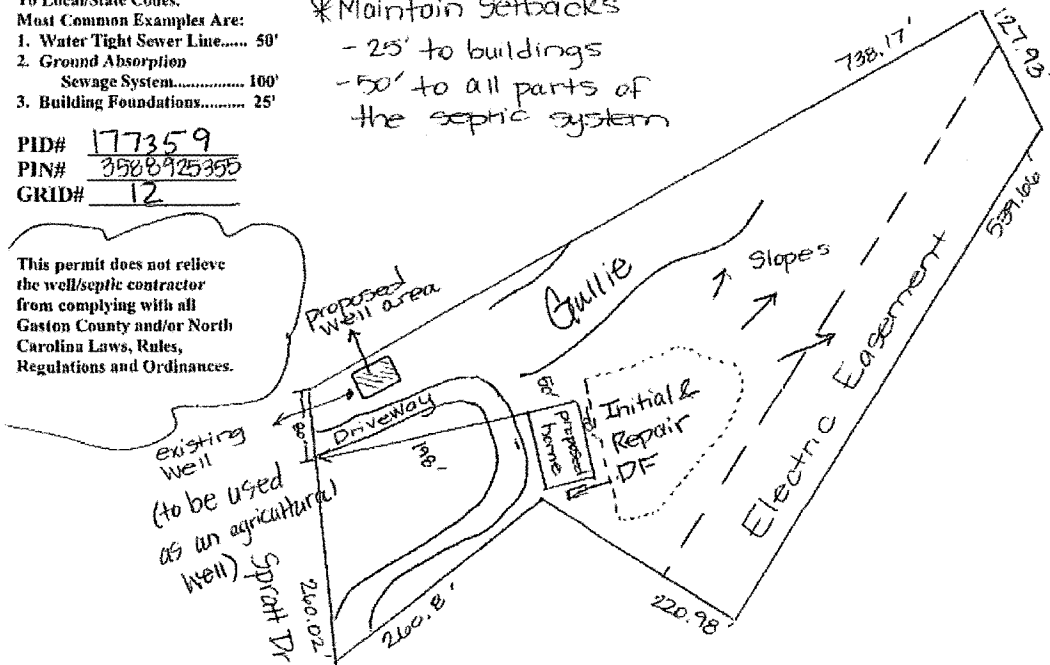 To Local/State Codes.
Most Common Examples Are:
1. Water Tight Sewer Line...... 50'
2. Ground Absorption
Sewage System............... 100'
3. Building Foundations.......... 25'
PID# 177359
PIN# 3588925355
GRID# 12
This permit does not relieve
the well/septic contractor
from complying with all
Gaston County and/or North
Carolina Laws, Rules,
Regulations and Ordinances.
*Maintain Setbacks
- 25' to buildings
- 50' to all parts of
the septic system
738.17'
127.93'
539.66'
Slopes
Gullie
proposed
well area
Electric Easement
Driveway
80'
existing
well
(to be used
as an agricultural
well)
198'
50'
proposed
home
Initial &
Repair
DF
Spratt Dr
260.02'
260.8'
220.98'